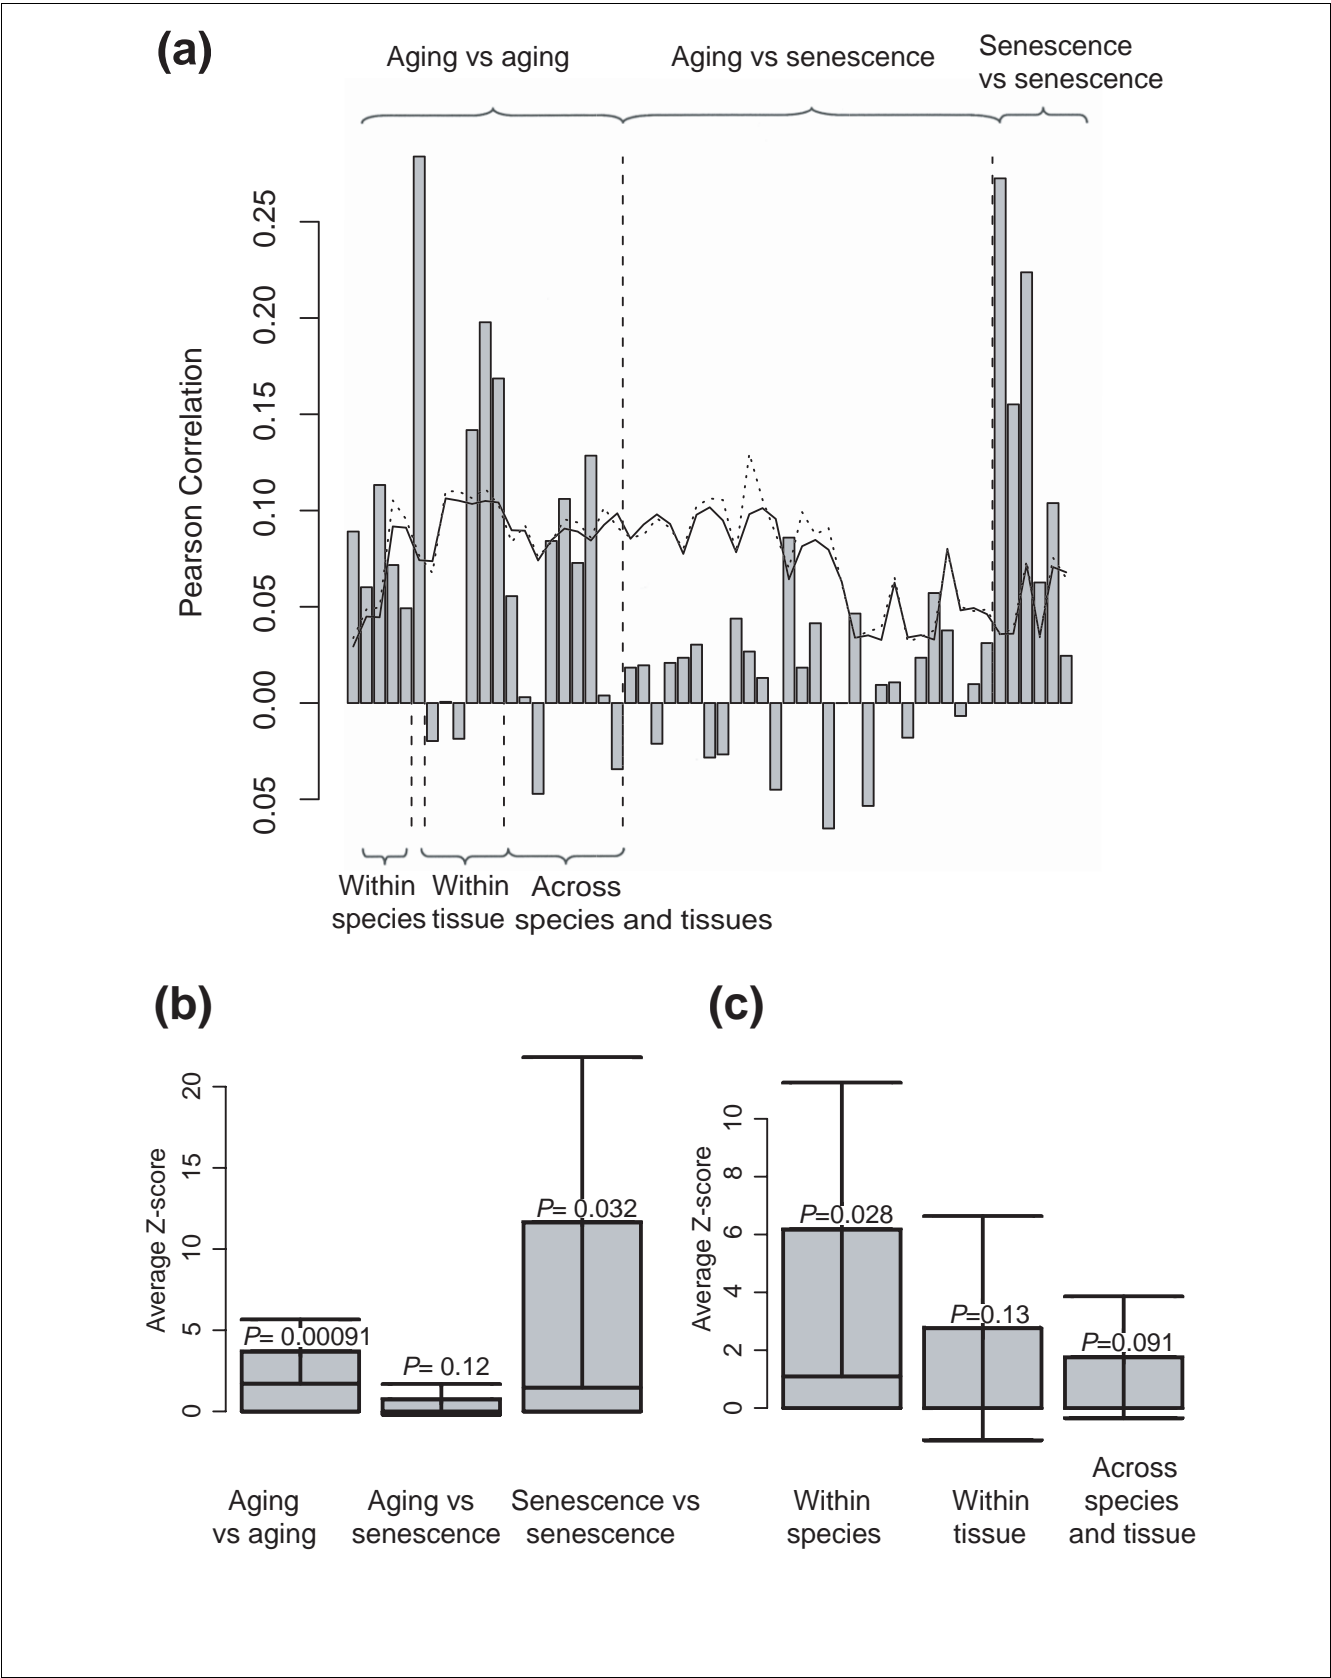 (a)
Aging vs aging
Aging vs senescence
Senescence
vs senescence
Pearson Correlation
0.25
0.20
0.15
0.10
0.05
0.00
0.05
Within
species
Within
tissue
Across
species and tissues
(b)
Average Z-score
20
15
10
5
0
P= 0.00091
P= 0.12
P= 0.032
Aging
vs aging
Aging vs
senescence
Senescence vs
senescence
(c)
Average Z-score
10
8
6
4
2
0
P=0.028
P=0.13
P=0.091
Within
species
Within
tissue
Across
species
and tissue